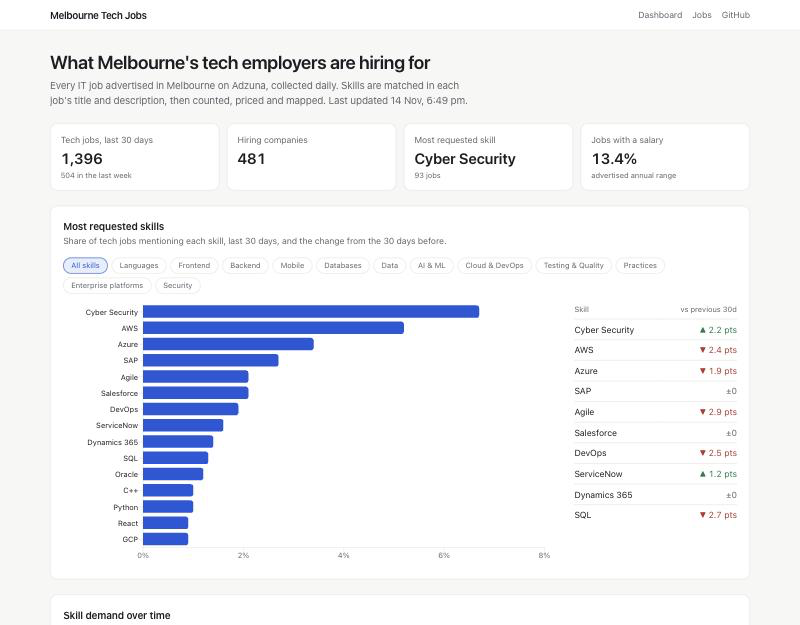 Melbourne Tech Jobs
Dashboard Jobs GitHub
What Melbourne's tech employers are hiring for
Every IT job advertised in Melbourne on Adzuna, collected daily. Skills are matched in each
job's title and description, then counted, priced and mapped. Last updated 14 Nov, 6:49 pm.
Tech jobs, last 30 days
1,396
504 in the last week
Hiring companies
481
Most requested skill
Cyber Security
93 jobs
Jobs with a salary
13.4%
advertised annual range
Most requested skills
Share of tech jobs mentioning each skill, last 30 days, and the change from the 30 days before.
All skills Languages Frontend Backend Mobile Databases Data AI & ML Cloud & DevOps Testing & Quality Practices
Enterprise platforms Security
Cyber Security
AWS
Azure
SAP
Agile
Salesforce
DevOps
ServiceNow
Dynamics 365
SQL
Oracle
C++
Python
React
GCP
0% 2% 4% 6% 8%
Skill vs previous 30d
Cyber Security ▲ 2.2 pts
AWS ▼ 2.4 pts
Azure ▼ 1.9 pts
SAP ±0
Agile ▼ 2.9 pts
Salesforce ±0
DevOps ▼ 2.5 pts
ServiceNow ▲ 1.2 pts
Dynamics 365 ±0
SQL ▼ 2.7 pts
Skill demand over time